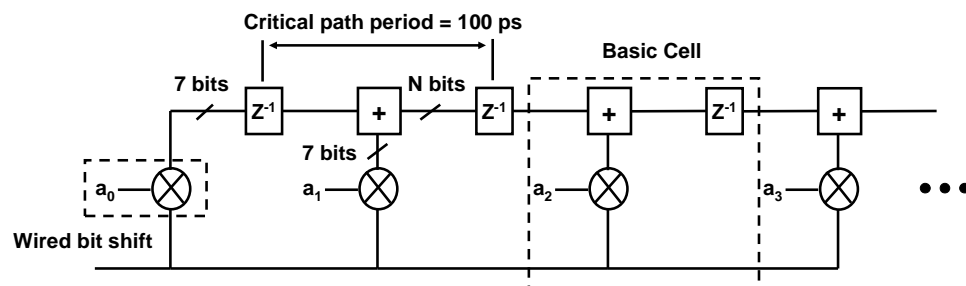 Critical path period = 100 ps
Basic Cell
7 bits
N bits
Z⁻¹
+
Z⁻¹
+
Z⁻¹
+
7 bits
a₀
a₁
a₂
a₃
Wired bit shift